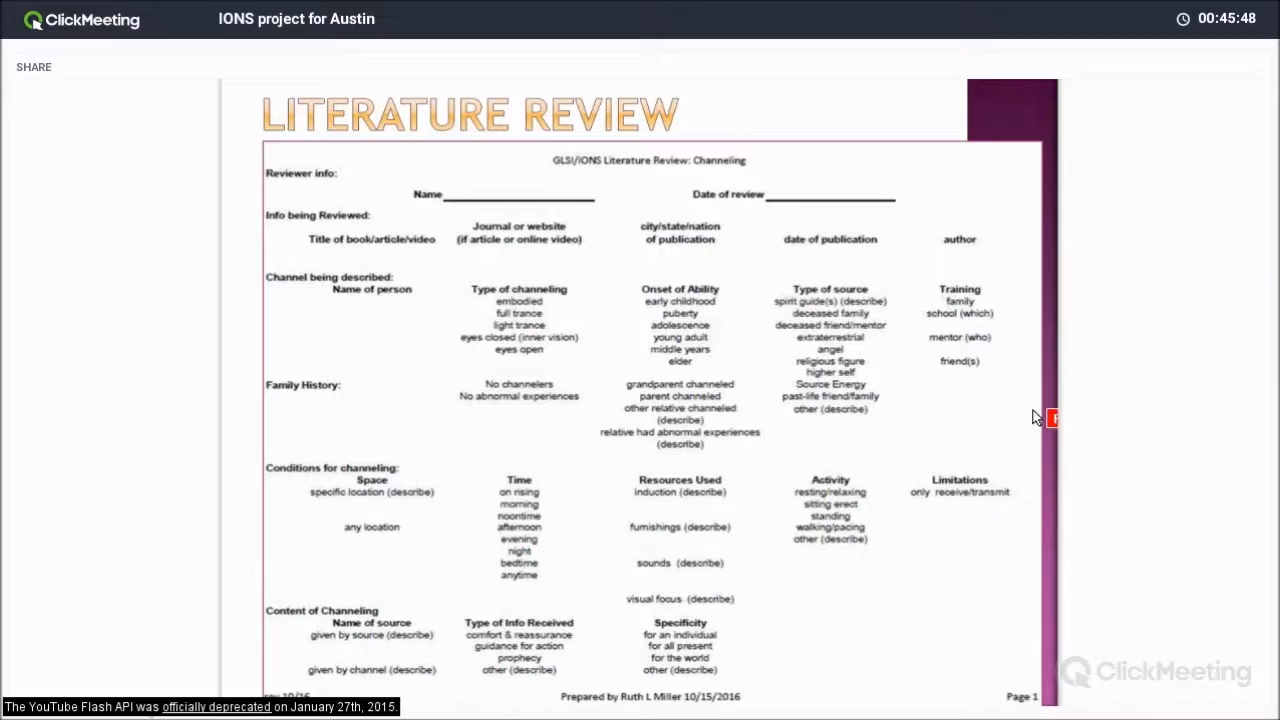 ClickMeeting
IONS project for Austin
00:45:48
SHARE
LITERATURE REVIEW
GLSI/IONS Literature Review: Channeling
Reviewer info:
Name Date of review
Info being Reviewed:
Journal or website city/state/nation
Title of book/article/video (if article or online video) of publication date of publication author
Channel being described:
Name of person Type of channeling Onset of Ability Type of source Training
embodied early childhood spirit guide(s) (describe) family
full trance puberty deceased family school (which)
light trance adolescence deceased friend/mentor
eyes closed (inner vision) young adult extraterrestrial mentor (who)
eyes open middle years angel
elder religious figure friend(s)
higher self
Family History: No channelers grandparent channeled Source Energy
No abnormal experiences parent channeled past-life friend/family
other relative channeled other (describe)
(describe)
relative had abnormal experiences
(describe)
Conditions for channeling:
Space Time Resources Used Activity Limitations
specific location (describe) on rising induction (describe) resting/relaxing only receive/transmit
morning sitting erect
noontime standing
any location afternoon furnishings (describe) walking/pacing
evening other (describe)
night
bedtime sounds (describe)
anytime
visual focus (describe)
Content of Channeling
Name of source Type of Info Received Specificity
given by source (describe) comfort & reassurance for an individual
guidance for action for all present
prophecy for the world
given by channel (describe) other (describe) other (describe)
rev 10/16 Prepared by Ruth L Miller 10/15/2016 Page 1
ClickMeeting
The YouTube Flash API was officially deprecated on January 27th, 2015.